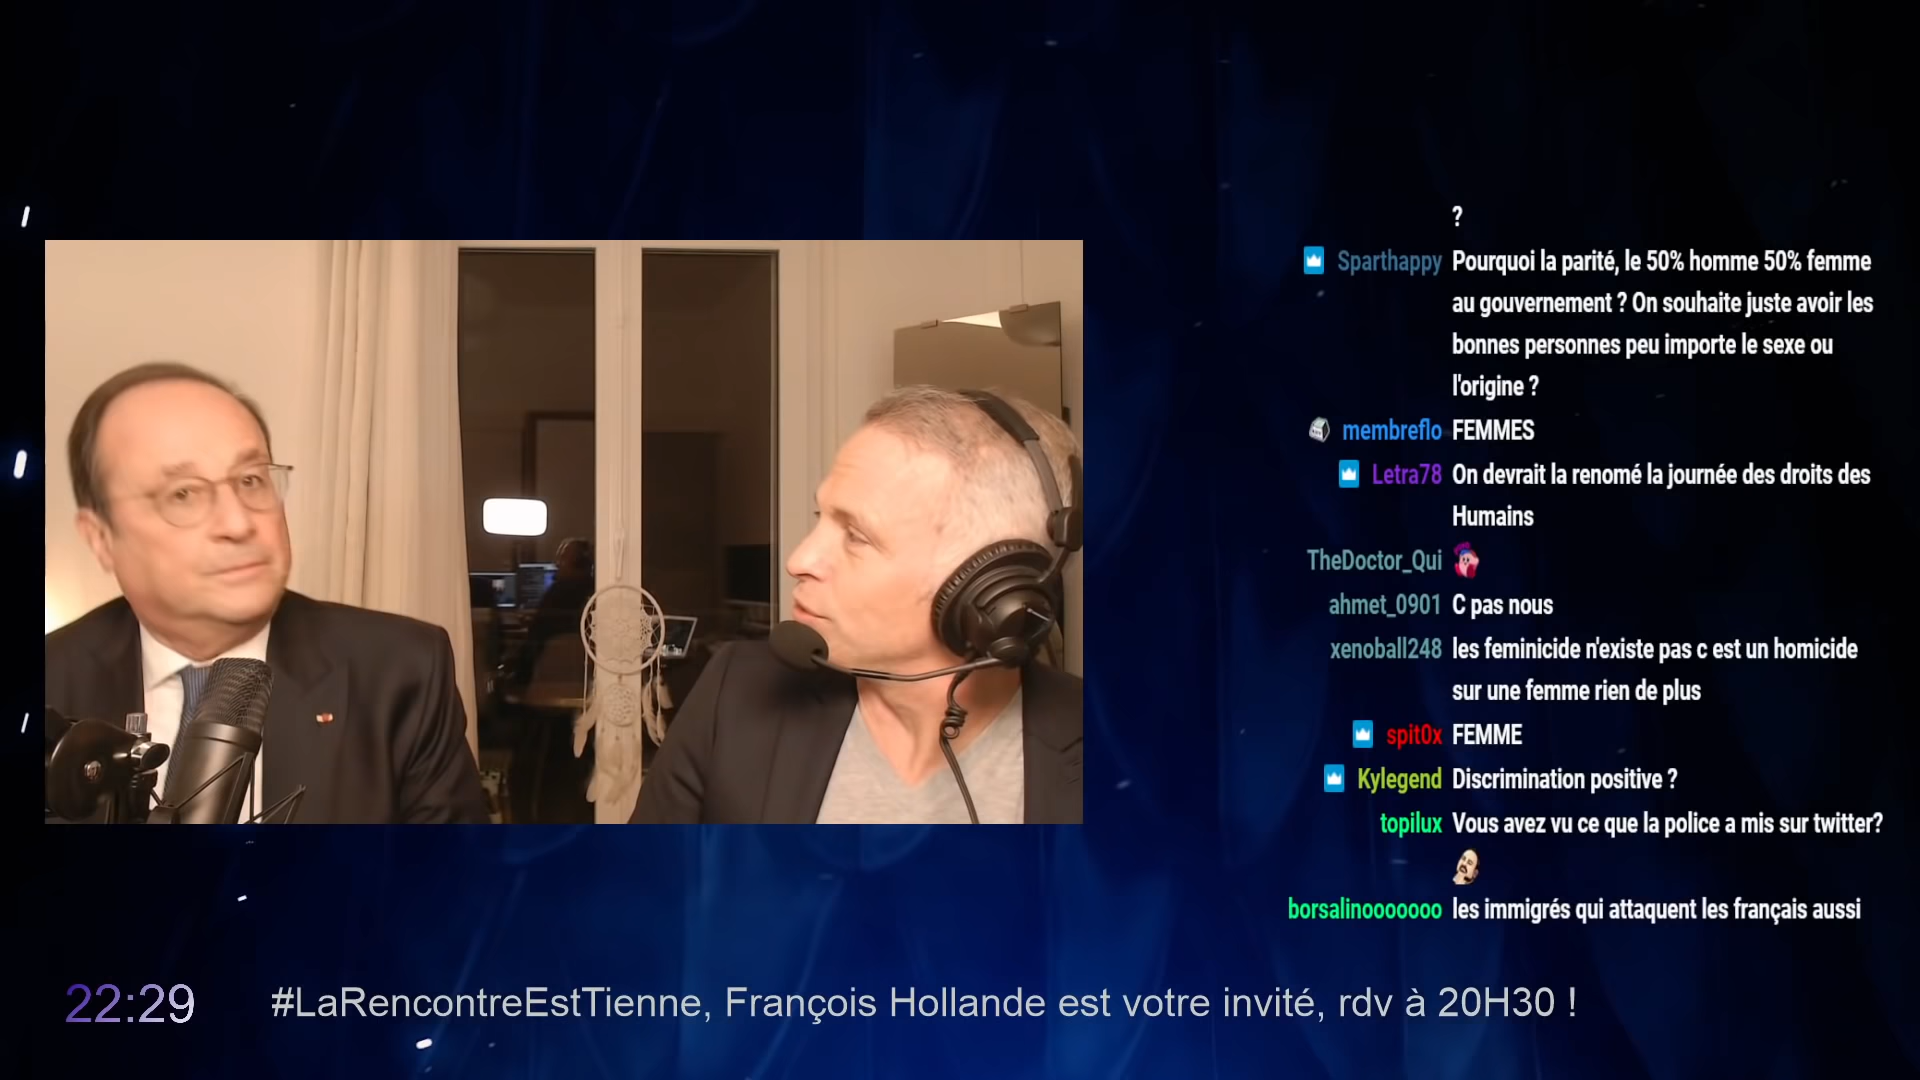 ?
Sparthappy Pourquoi la parité, le 50% homme 50% femme
au gouvernement ? On souhaite juste avoir les
bonnes personnes peu importe le sexe ou
l'origine ?
membreflo FEMMES
Letra78 On devrait la renomé la journée des droits des
Humains
TheDoctor_Qui
ahmet_0901 C pas nous
xenoball248 les feminicide n'existe pas c est un homicide
sur une femme rien de plus
spit0x FEMME
Kylegend Discrimination positive ?
topilux Vous avez vu ce que la police a mis sur twitter?
borsalinooooooo les immigrés qui attaquent les français aussi
22:29 #LaRencontreEstTienne, François Hollande est votre invité, rdv à 20H30 !